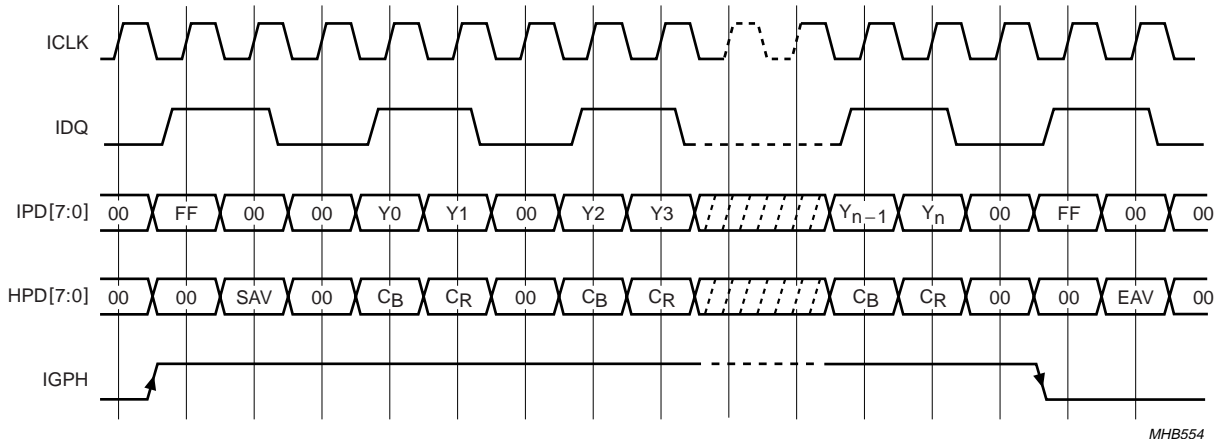 ICLK
IDQ
IPD[7:0] 00 FF 00 00 Y0 Y1 00 Y2 Y3 Yn–1 Yn 00 FF 00 00
HPD[7:0] 00 00 SAV 00 CB CR 00 CB CR CB CR 00 00 EAV 00
IGPH
MHB554